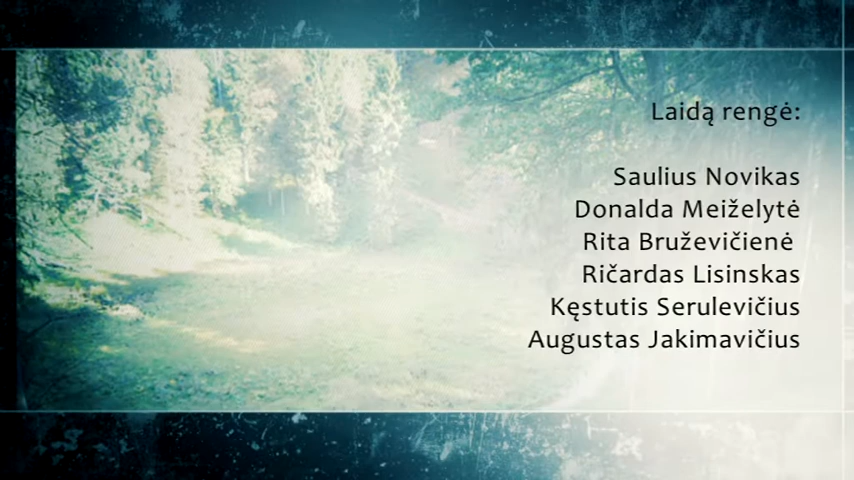 Laidą rengė:
Saulius Novikas
Donalda Meiželytė
Rita Bruževičienė
Ričardas Lisinskas
Kęstutis Serulevičius
Augustas Jakimavičius